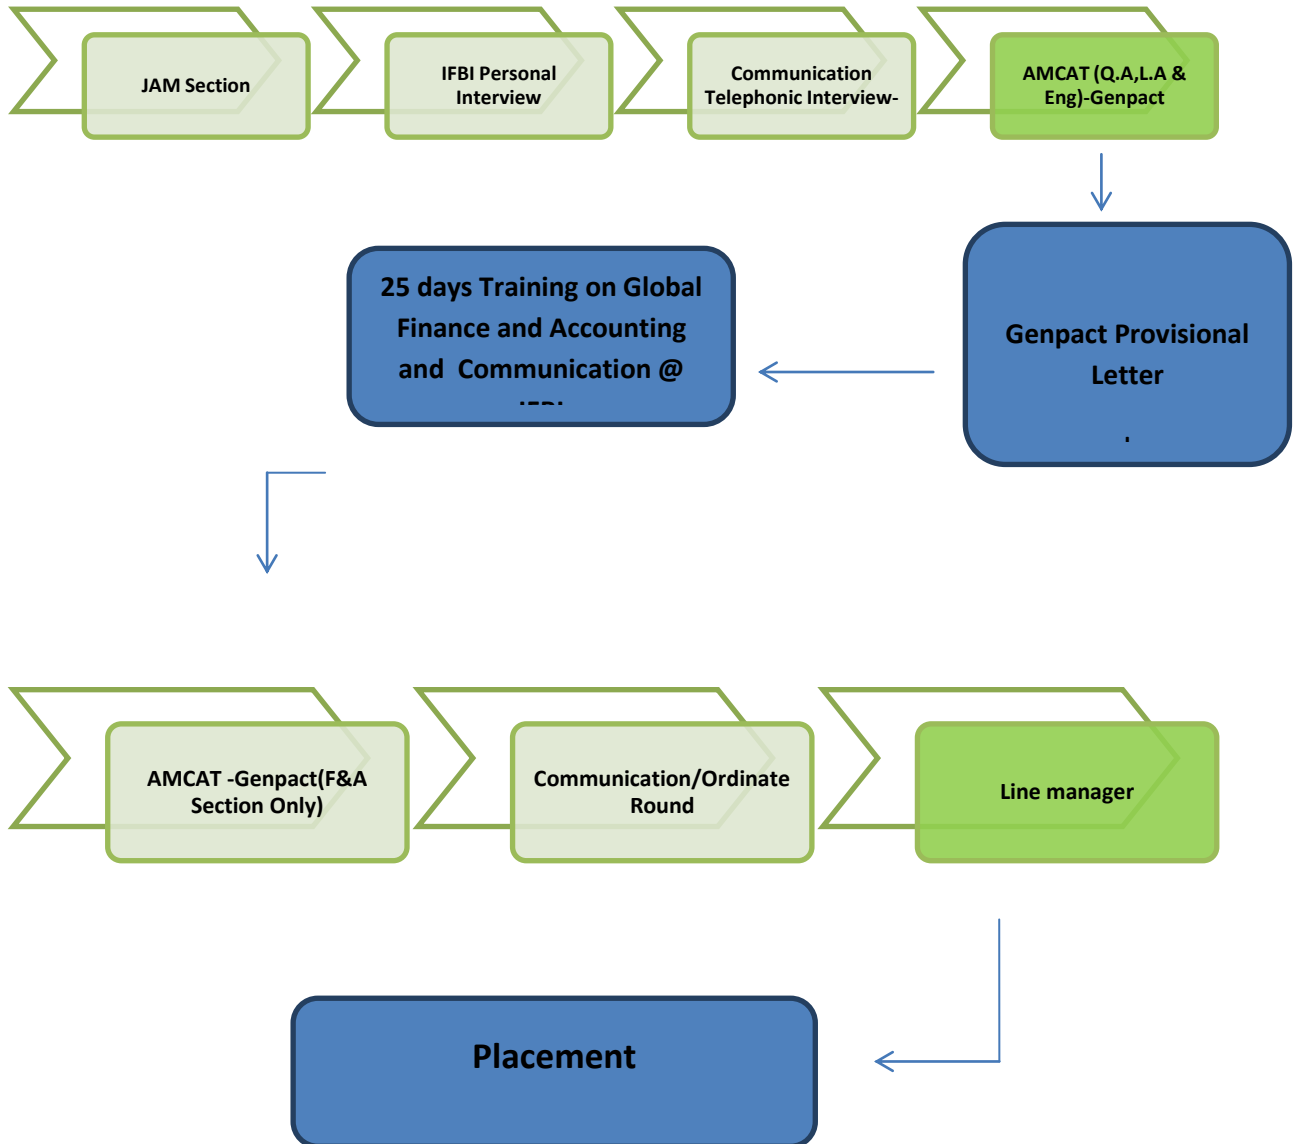 JAM Section
IFBI Personal
Interview
Communication
Telephonic Interview-
AMCAT (Q.A,L.A &
Eng)-Genpact
Genpact Provisional
Letter
25 days Training on Global
Finance and Accounting
and Communication @
AMCAT -Genpact(F&A
Section Only)
Communication/Ordinate
Round
Line manager
Placement